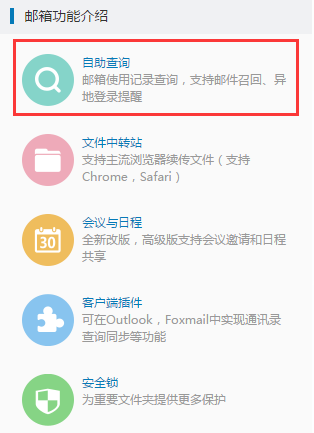 邮箱功能介绍
自助查询
邮箱使用记录查询，支持邮件召回、异
地登录提醒
文件中转站
支持主流浏览器续传文件（支持
Chrome，Safari）
30
会议与日程
全新改版，高级版支持会议邀请和日程
共享
客户端插件
可在Outlook，Foxmail中实现通讯录
查询同步等功能
安全锁
为重要文件夹提供更多保护